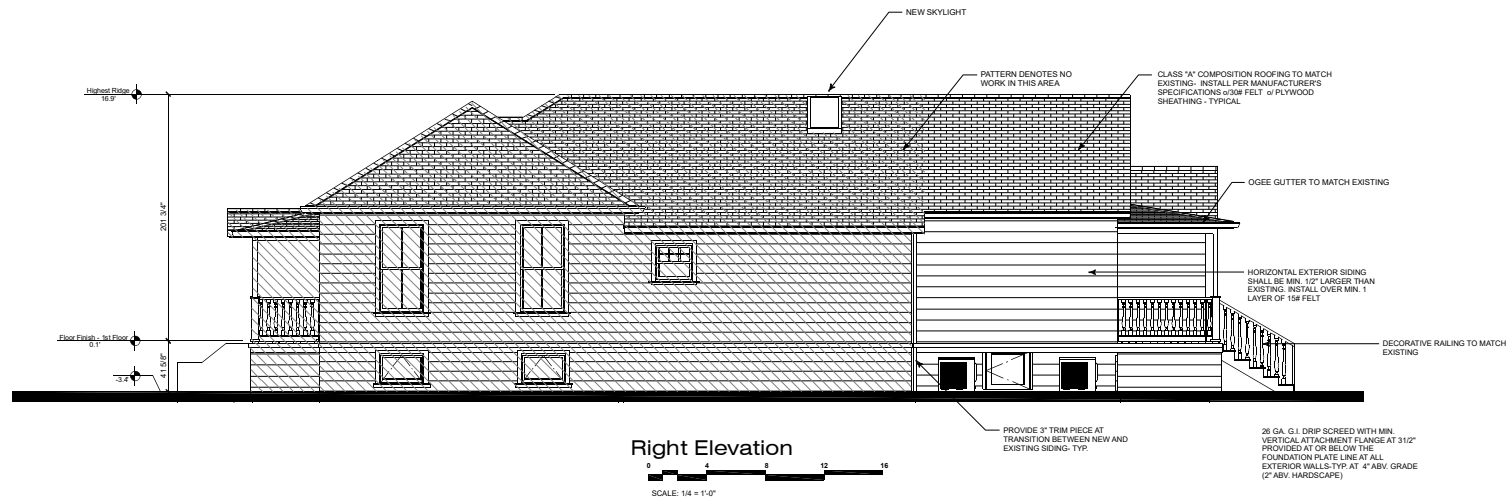 NEW SKYLIGHT
PATTERN DENOTES NO
WORK IN THIS AREA
CLASS "A" COMPOSITION ROOFING TO MATCH
EXISTING- INSTALL PER MANUFACTURER'S
SPECIFICATIONS o/30# FELT o/ PLYWOOD
SHEATHING - TYPICAL
Highest Ridge
16.9'
OGEE GUTTER TO MATCH EXISTING
201 3/4"
HORIZONTAL EXTERIOR SIDING
SHALL BE MIN. 1/2" LARGER THAN
EXISTING. INSTALL OVER MIN. 1
LAYER OF 15# FELT
Floor Finish - 1st Floor
0.1'
DECORATIVE RAILING TO MATCH
EXISTING
41 5/8"
-3.4'
PROVIDE 3" TRIM PIECE AT
TRANSITION BETWEEN NEW AND
EXISTING SIDING- TYP.
26 GA. G.I. DRIP SCREED WITH MIN.
VERTICAL ATTACHMENT FLANGE AT 31/2"
PROVIDED AT OR BELOW THE
FOUNDATION PLATE LINE AT ALL
EXTERIOR WALLS-TYP. AT 4" ABV. GRADE
(2" ABV. HARDSCAPE)
Right Elevation
0 4 8 12 16
SCALE: 1/4 = 1'-0"